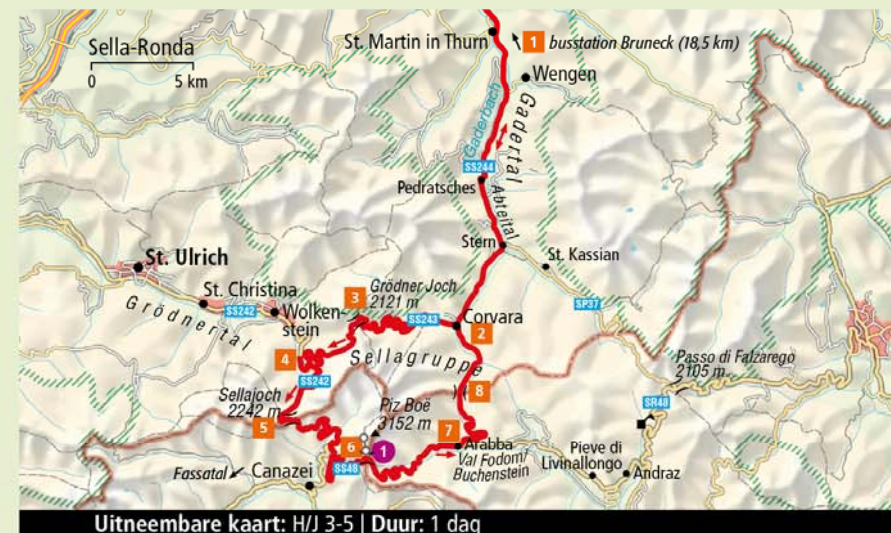 St. Martin in Thurn
1 busstation Bruneck (18,5 km)
Sella-Ronda
0 5 km
Wengen
Gaderbach
Gadertal
SS244
Pedratsches
Abteital
Stern
St. Kassian
St. Ulrich
St. Christina
Grödner Joch
2121 m
3
SP37
SS242
Wolken-
stein
SS243
Corvara
2
Grödnertal
4
Sellagruppe
Passo di Falzarego
2105 m
SS242
Sellajoch
2242 m
8
Piz Boè
3152 m
SR48
5
7
6
1
Arabba
Val Fodom/
Buchenstein
Pieve di
Livinallongo
Andraz
Fassatal
Canazei
SS48
Uitneembare kaart: H/J 3-5 | Duur: 1 dag